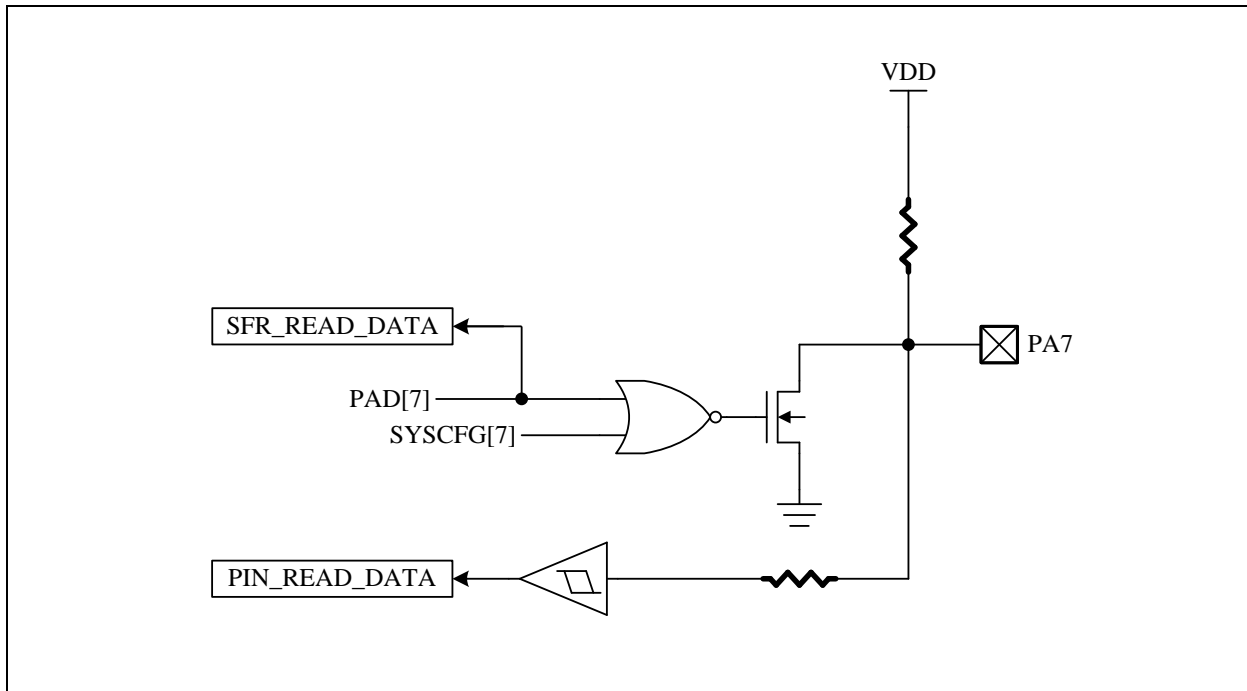 VDD
SFR_READ_DATA
PA7
PAD[7]
SYSCFG[7]
PIN_READ_DATA